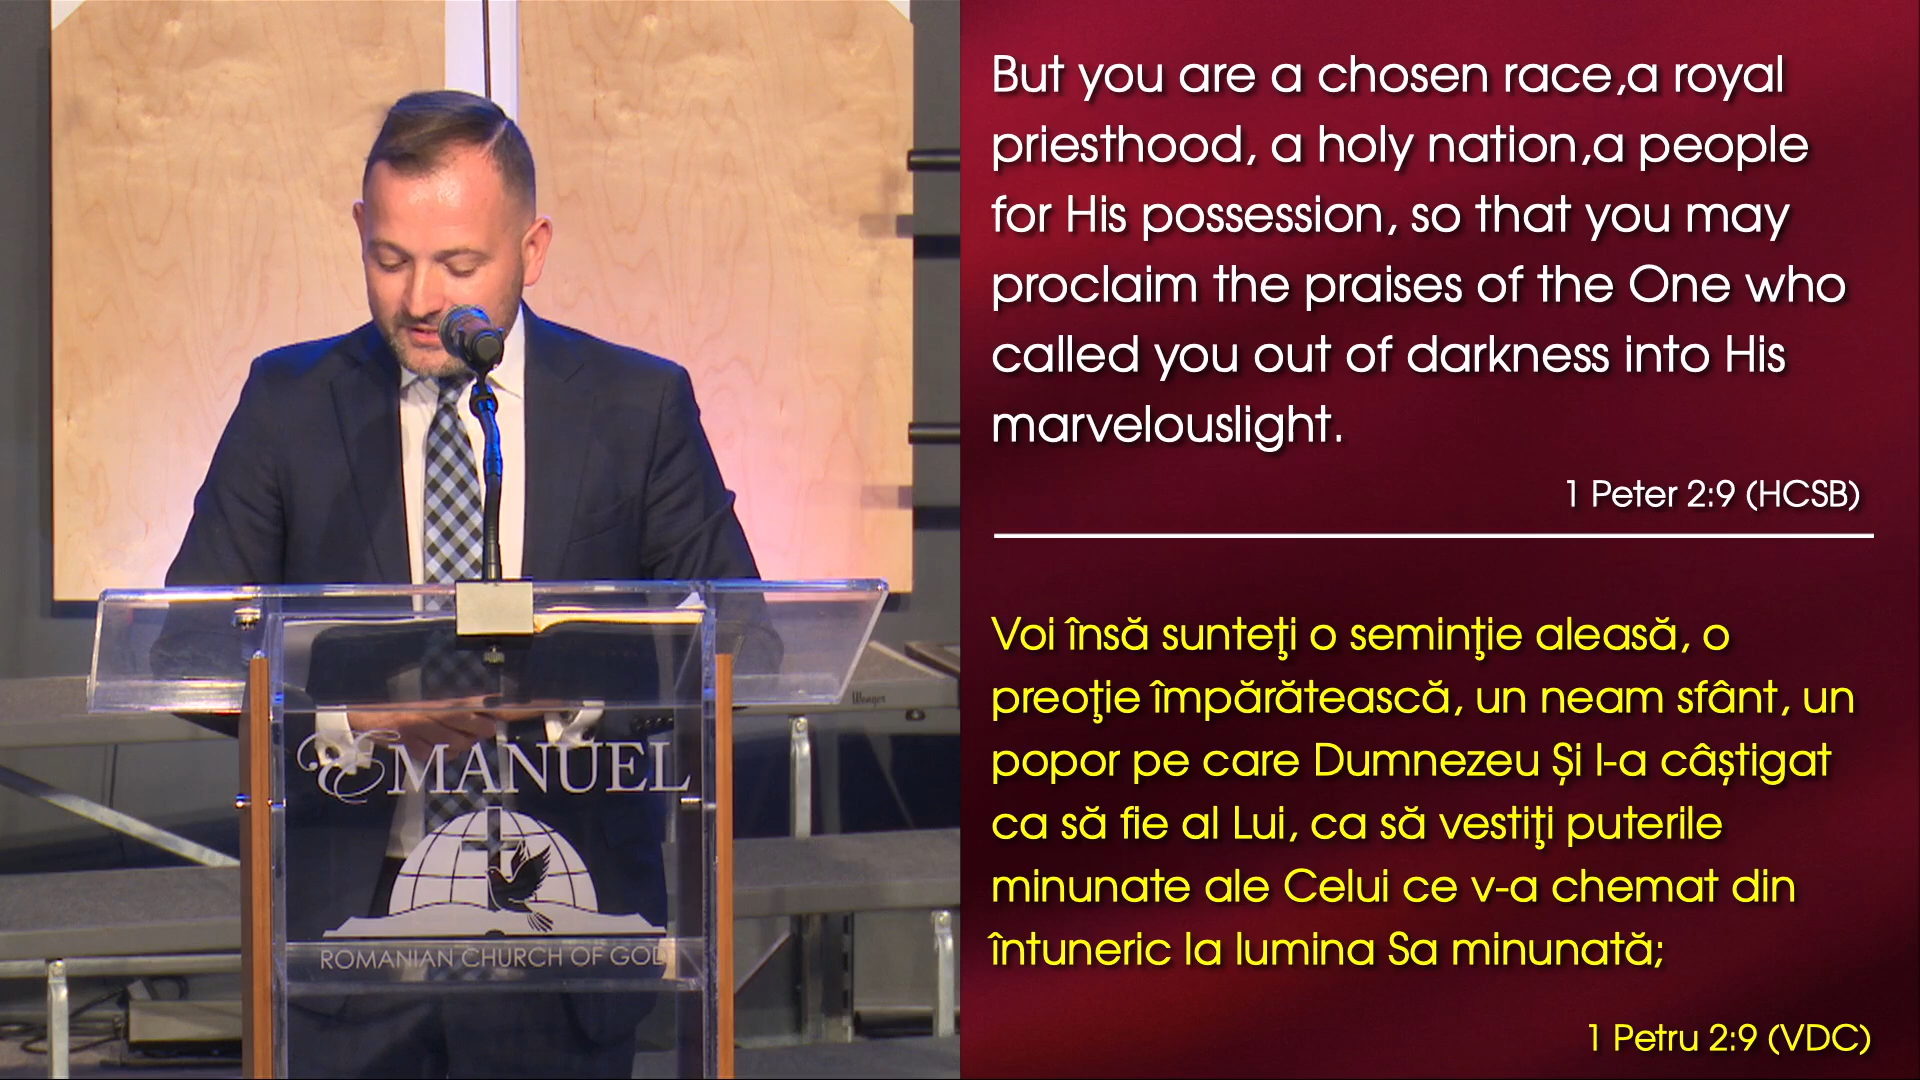 But you are a chosen race,a royal
priesthood, a holy nation,a people
for His possession, so that you may
proclaim the praises of the One who
called you out of darkness into His
marvelouslight.
1 Peter 2:9 (HCSB)
Voi însă sunteţi o seminţie aleasă, o
preoţie împărătească, un neam sfânt, un
popor pe care Dumnezeu Și l-a câștigat
ca să fie al Lui, ca să vestiţi puterile
minunate ale Celui ce v-a chemat din
întuneric la lumina Sa minunată;
1 Petru 2:9 (VDC)
Wenger
EMANUEL
ROMANIAN CHURCH OF GOD